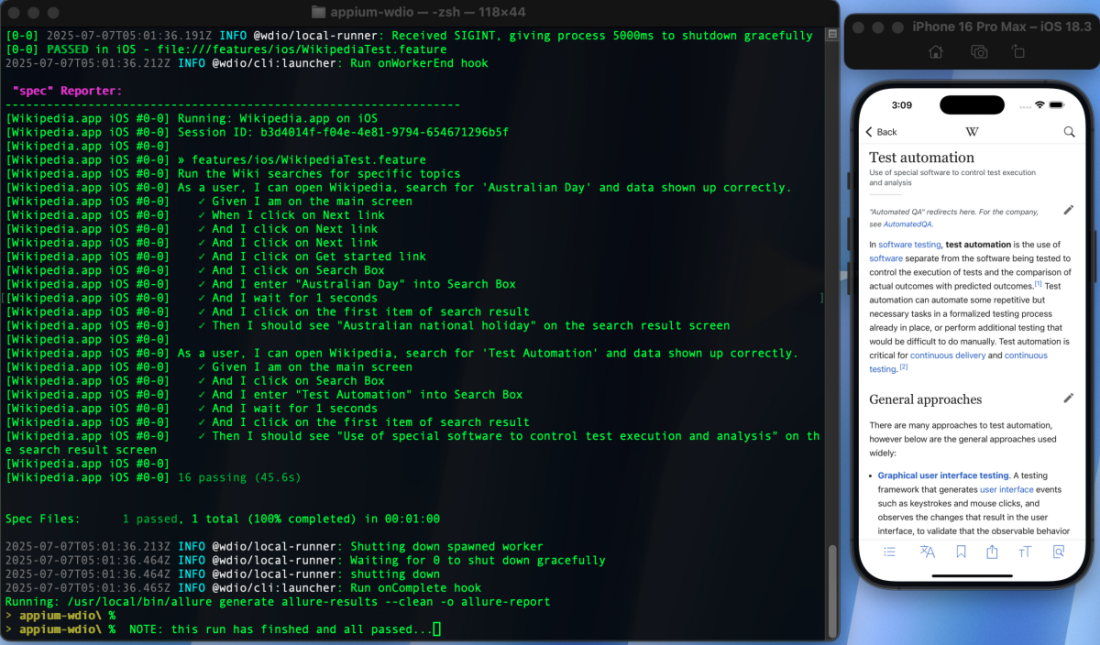 appium-wdio — -zsh — 118×44
[0-0] 2025-07-07T05:01:36.191Z INFO @wdio/local-runner: Received SIGINT, giving process 5000ms to shutdown gracefully
[0-0] PASSED in iOS - file:///features/ios/WikipediaTest.feature
2025-07-07T05:01:36.212Z INFO @wdio/cli:launcher: Run onWorkerEnd hook
"spec" Reporter:
------------------------------------------------------------------
[Wikipedia.app iOS #0-0] Running: Wikipedia.app on iOS
[Wikipedia.app iOS #0-0] Session ID: b3d4014f-f04e-4e81-9794-654671296b5f
[Wikipedia.app iOS #0-0]
[Wikipedia.app iOS #0-0] » features/ios/WikipediaTest.feature
[Wikipedia.app iOS #0-0] Run the Wiki searches for specific topics
[Wikipedia.app iOS #0-0] As a user, I can open Wikipedia, search for 'Australian Day' and data shown up correctly.
[Wikipedia.app iOS #0-0]    ✓ Given I am on the main screen
[Wikipedia.app iOS #0-0]    ✓ When I click on Next link
[Wikipedia.app iOS #0-0]    ✓ And I click on Next link
[Wikipedia.app iOS #0-0]    ✓ And I click on Next link
[Wikipedia.app iOS #0-0]    ✓ And I click on Get started link
[Wikipedia.app iOS #0-0]    ✓ And I click on Search Box
[Wikipedia.app iOS #0-0]    ✓ And I enter "Australian Day" into Search Box
[Wikipedia.app iOS #0-0]    ✓ And I wait for 1 seconds
[Wikipedia.app iOS #0-0]    ✓ And I click on the first item of search result
[Wikipedia.app iOS #0-0]    ✓ Then I should see "Australian national holiday" on the search result screen
[Wikipedia.app iOS #0-0]
[Wikipedia.app iOS #0-0] As a user, I can open Wikipedia, search for 'Test Automation' and data shown up correctly.
[Wikipedia.app iOS #0-0]    ✓ Given I am on the main screen
[Wikipedia.app iOS #0-0]    ✓ And I click on Search Box
[Wikipedia.app iOS #0-0]    ✓ And I enter "Test Automation" into Search Box
[Wikipedia.app iOS #0-0]    ✓ And I wait for 1 seconds
[Wikipedia.app iOS #0-0]    ✓ And I click on the first item of search result
[Wikipedia.app iOS #0-0]    ✓ Then I should see "Use of special software to control test execution and analysis" on th
e search result screen
[Wikipedia.app iOS #0-0]
[Wikipedia.app iOS #0-0] 16 passing (45.6s)
Spec Files:      1 passed, 1 total (100% completed) in 00:01:00
2025-07-07T05:01:36.213Z INFO @wdio/local-runner: Shutting down spawned worker
2025-07-07T05:01:36.464Z INFO @wdio/local-runner: Waiting for 0 to shut down gracefully
2025-07-07T05:01:36.464Z INFO @wdio/local-runner: shutting down
2025-07-07T05:01:36.465Z INFO @wdio/cli:launcher: Run onComplete hook
Running: /usr/local/bin/allure generate allure-results --clean -o allure-report
> appium-wdio\ %
> appium-wdio\ %  NOTE: this run has finshed and all passed...
iPhone 16 Pro Max – iOS 18.3
3:09
Back
W
Test automation
Use of special software to control test execution
and analysis
"Automated QA" redirects here. For the company,
see AutomatedQA.
In software testing, test automation is the use of
software separate from the software being tested to
control the execution of tests and the comparison of
actual outcomes with predicted outcomes.[1] Test
automation can automate some repetitive but
necessary tasks in a formalized testing process
already in place, or perform additional testing that
would be difficult to do manually. Test automation is
critical for continuous delivery and continuous
testing.[2]
General approaches
There are many approaches to test automation,
however below are the general approaches used
widely:
• Graphical user interface testing. A testing
framework that generates user interface events
such as keystrokes and mouse clicks, and
observes the changes that result in the user
interface, to validate that the observable behavior